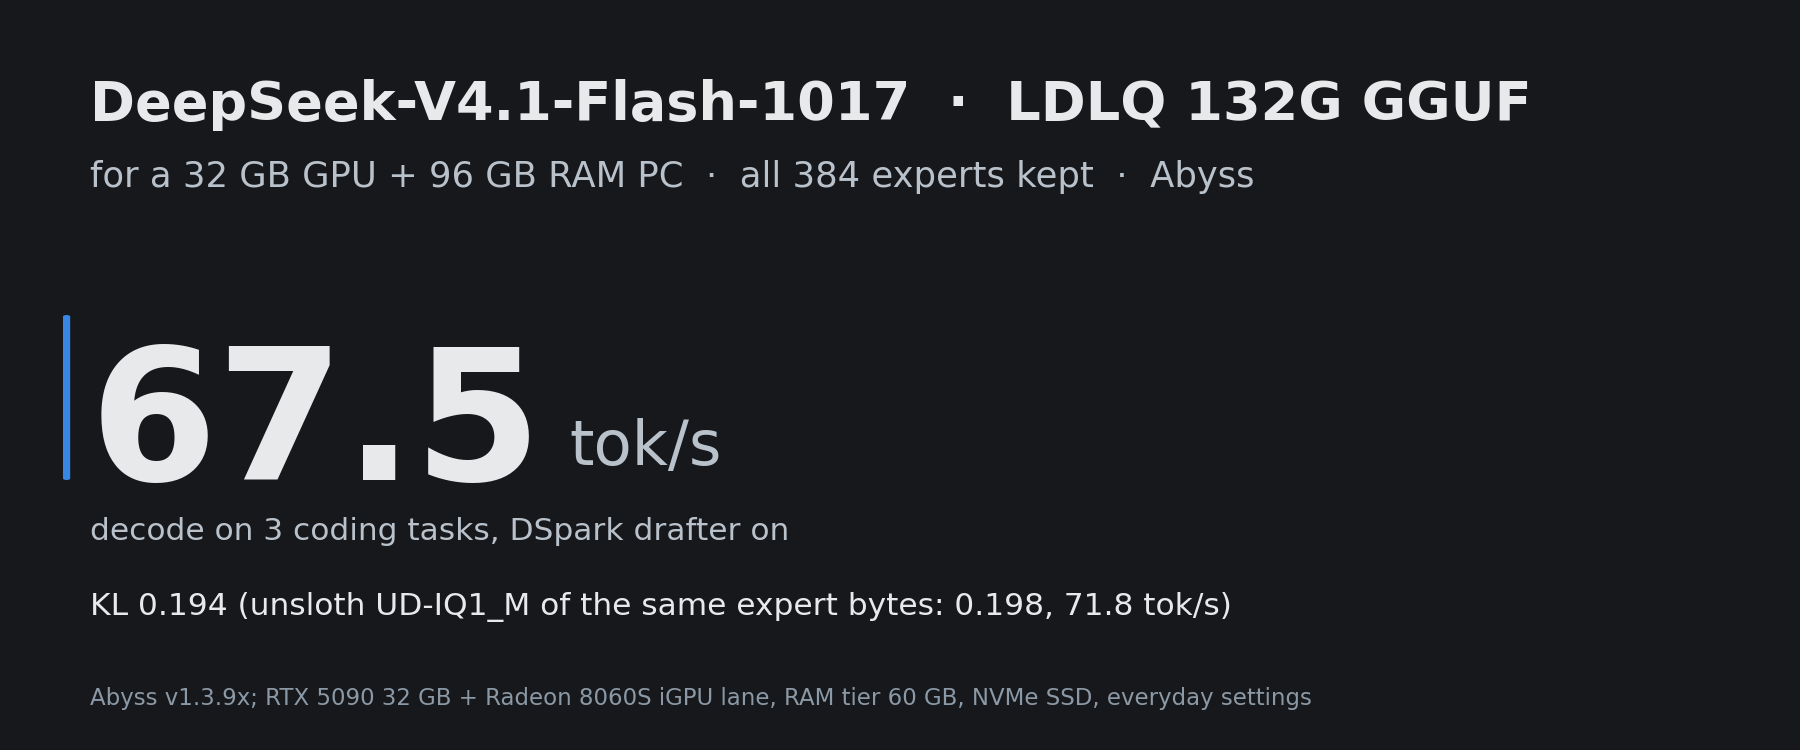 DeepSeek-V4.1-Flash-1017 · LDLQ 132G GGUF
for a 32 GB GPU + 96 GB RAM PC · all 384 experts kept · Abyss
67.5 tok/s
decode on 3 coding tasks, DSpark drafter on
KL 0.194 (unsloth UD-IQ1_M of the same expert bytes: 0.198, 71.8 tok/s)
Abyss v1.3.9x; RTX 5090 32 GB + Radeon 8060S iGPU lane, RAM tier 60 GB, NVMe SSD, everyday settings